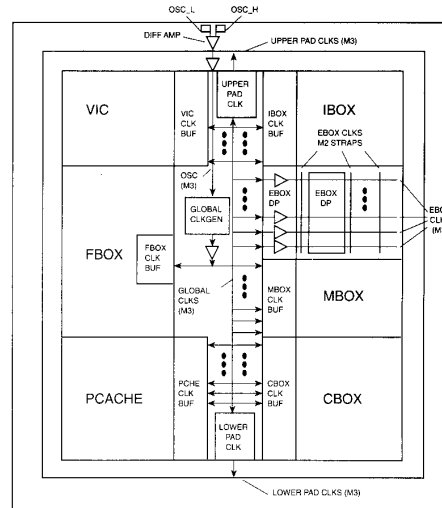 OSC_L
OSC_H
DIFF AMP
UPPER PAD CLKS (M3)
VIC
VIC
CLK
BUF
UPPER
PAD
CLK
IBOX
CLK
BUF
IBOX
EBOX CLKS
M2 STRAPS
OSC
(M3)
EBOX
DP
EBOX
DP
GLOBAL
CLKGEN
FBOX
FBOX
CLK
BUF
GLOBAL
CLKS (M3)
MBOX
CLK
BUF
MBOX
PCACHE
PCHE
CLK
BUF
CBOX
CLK
BUF
CBOX
LOWER
PAD
CLK
LOWER PAD CLKS (M3)